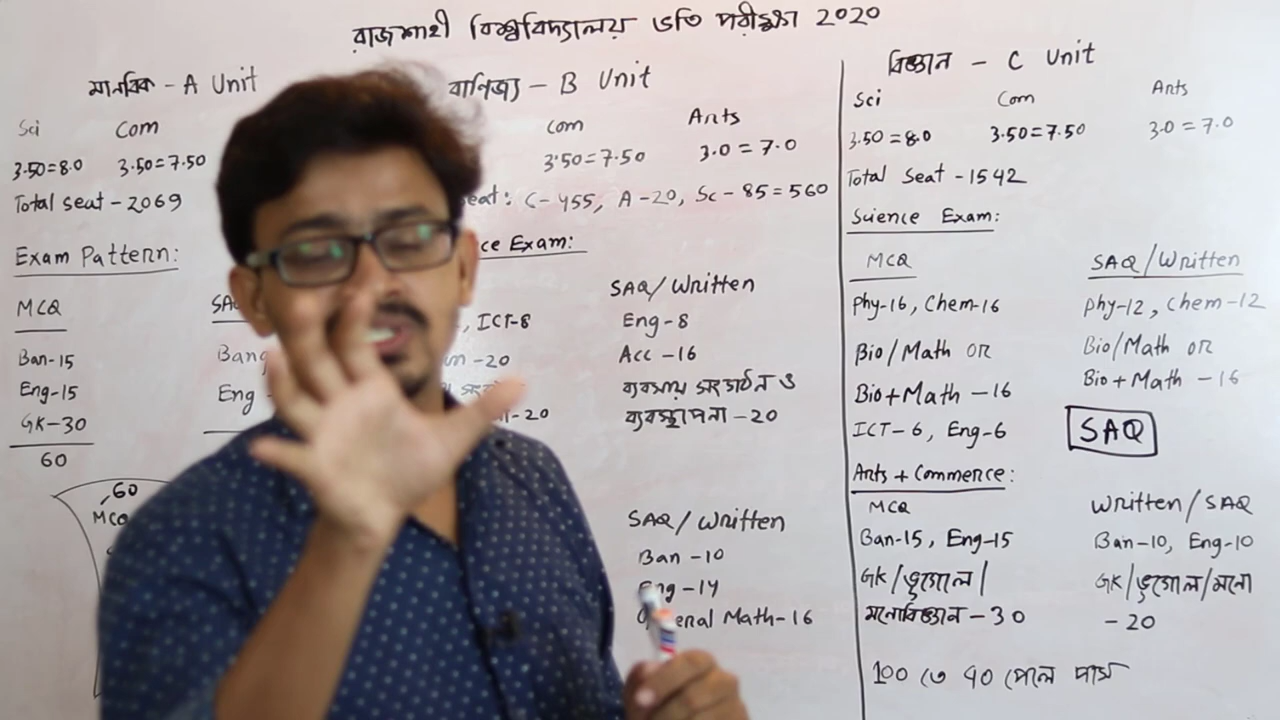 রাজশাহী বিশ্ববিদ্যালয় ভর্তি পরীক্ষা 2020
মানবিক - A Unit
Sci Com
3.50=8.0 3.50=7.50
Total seat - 2069
Exam Pattern:
MCQ
Ban-15
Eng-15
GK-30
60
Bang
Eng
60
MCQ
বানিজ্য - B Unit
Com Arts
3.50=7.50 3.0=7.0
C-455, A-20, Sc-85=560
Exam:
, ICT-8
-20
-20
SAQ/Written
Eng-8
Acc-16
ব্যবসায় সংগঠন ও
ব্যবস্থাপনা-20
SAQ/Written
Ban-10
Eng-14
General Math-16
বিজ্ঞান - C Unit
Sci Com Arts
3.50=8.0 3.50=7.50 3.0=7.0
Total Seat-1542
Science Exam:
MCQ
Phy-16, Chem-16
Bio/Math OR
Bio+Math-16
ICT-6, Eng-6
SAQ/Written
Phy-12, Chem-12
Bio/Math or
Bio+Math-16
SAQ
Arts+Commerce:
MCQ
Ban-15, Eng-15
GK/ভূগোল/
মনোবিজ্ঞান-30
Written/SAQ
Ban-10, Eng-10
GK/ভূগোল/মনো
-20
100 তে 40 পেলে পাস